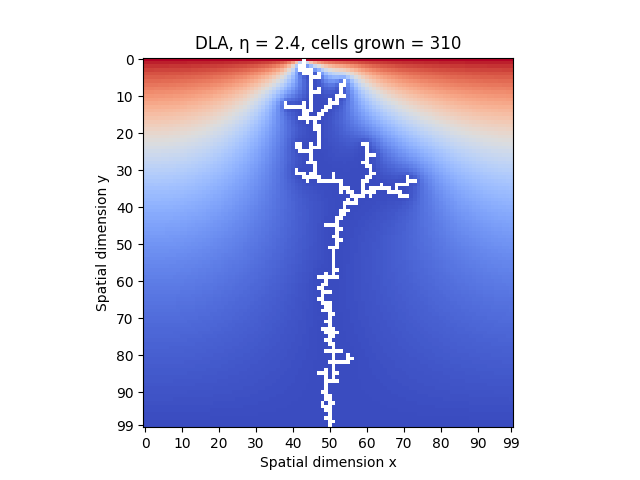 DLA, η = 2.4, cells grown = 310
0
10
20
30
40
50
60
70
80
90
99
Spatial dimension y
0 10 20 30 40 50 60 70 80 90 99
Spatial dimension x